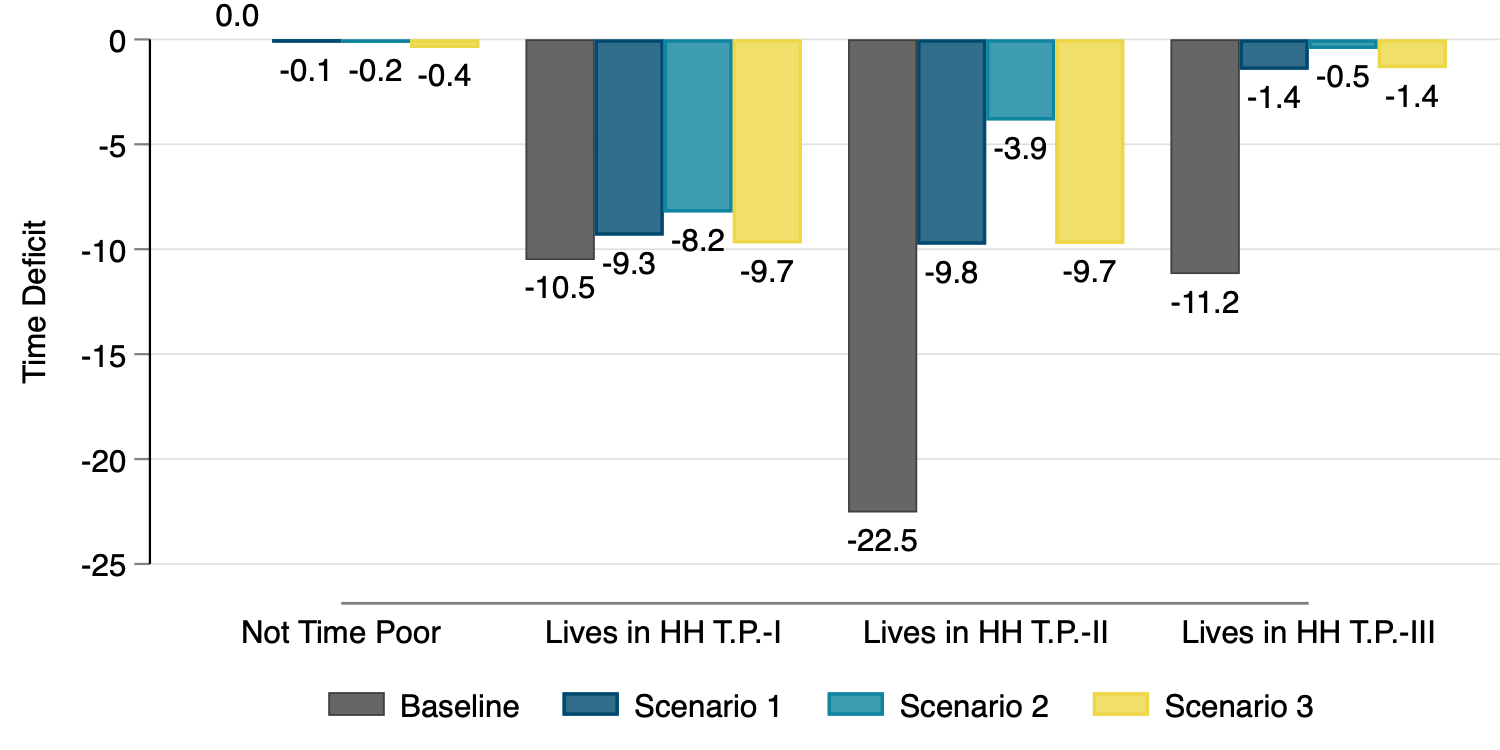 0.0
0
-0.1 -0.2 -0.4
-1.4 -0.5 -1.4
-5
-3.9
-10
-10.5 -9.3 -8.2 -9.7
-9.8 -9.7
-11.2
-15
-20
-22.5
-25
Time Deficit
Not Time Poor Lives in HH T.P.-I Lives in HH T.P.-II Lives in HH T.P.-III
Baseline Scenario 1 Scenario 2 Scenario 3